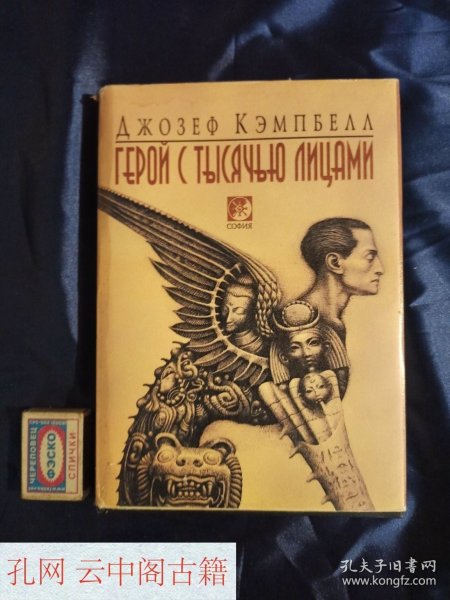 Джозеф Кэмпбелл
ГЕРОЙ С ТЫСЯЧЬЮ ЛИЦАМИ
СОФИЯ
ЧЕРЕПОВЕЦ
ФЭСКО
СПИЧКИ
孔网 云中阁古籍
孔夫子旧书网
www.kongfz.com